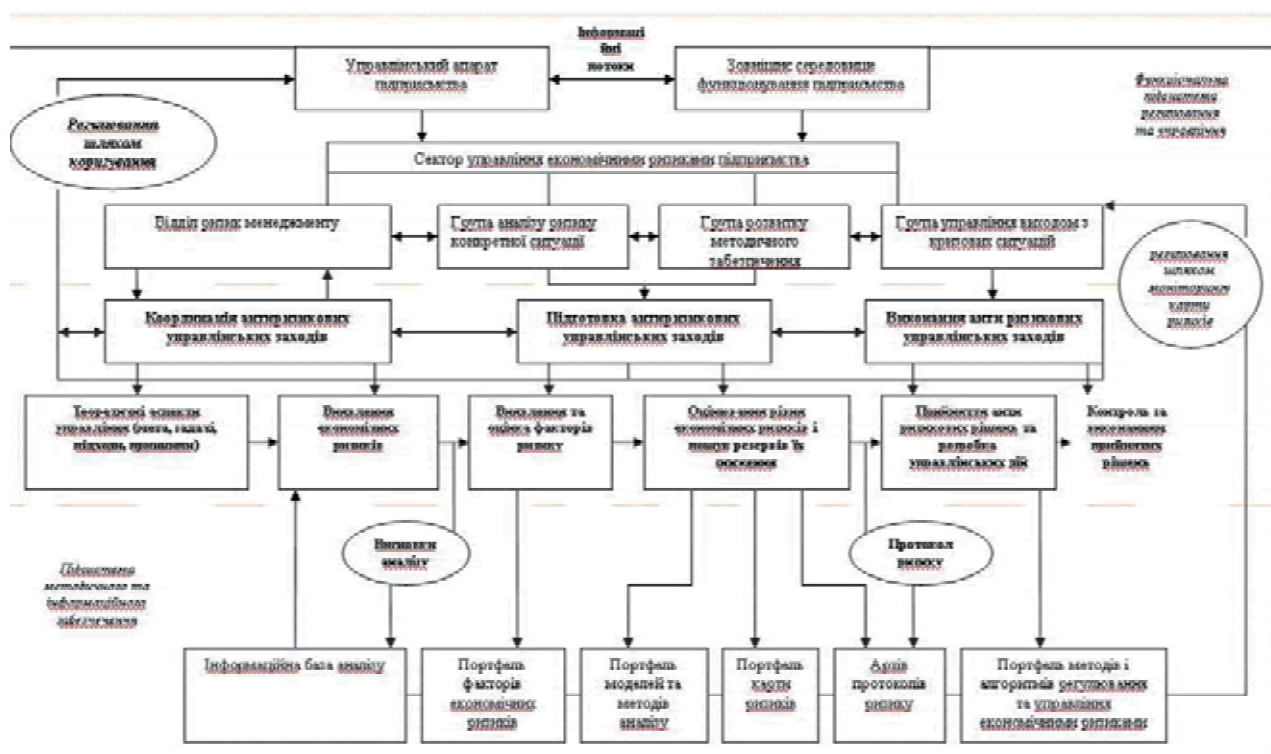 Інформаці
йні
потоки
Управлінський апарат
підприємства
Зовнішнє середовище
функціонування підприємства
Функціональна
підсистема
регулювання
та управління
Регулювання
шляхом
коригування
Сектор управління економічними ризиками підприємства
Відділ ризик менеджменту
Група аналізу ризику
конкретної ситуації
Група розвитку
методичного
забезпечення
Група управління виходом з
кризових ситуацій
регулювання
шляхом
моніторингу
карти
ризиків
Координація антиризикових
управлінських заходів
Підготовка антиризикових
управлінських заходів
Виконання анти ризикових
управлінських заходів
Теоретичні аспекти
управління (мета, задачі,
підходи, принципи)
Виявлення
економічних
ризиків
Виявлення та
оцінка факторів
ризику
Оцінювання рівня
економічних ризиків і
пошук резервів їх
зниження
Прийняття анти
ризикових рішень та
розробка
управлінських дій
Контроль за
виконанням
прийнятих
рішень
Висновки
аналізу
Протокол
ризику
Підсистема
методичного та
інформаційного
забезпечення
Інформаційна база аналізу
Портфель
факторів
економічних
ризиків
Портфель
моделей та
методів
аналізу
Портфель
карти
ризиків
Архів
протоколів
ризику
Портфель методів і
алгоритмів регулювання
та управління
економічними ризиками